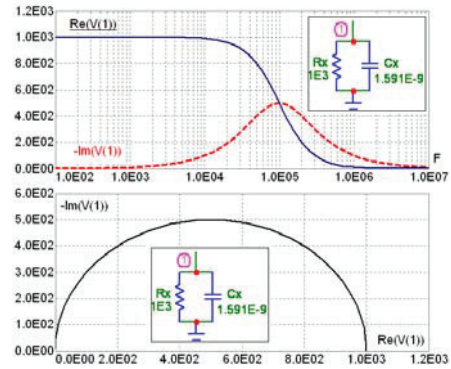 1.2E03
Re(V(1))
1.0E03
8.0E02
6.0E02
4.0E02
2.0E02
-Im(V(1))
0.0E00
1
Rx
1E3
Cx
1.591E-9
F
1.0E02 1.0E03 1.0E04 1.0E05 1.0E06 1.0E07
6.0E02
-Im(V(1))
5.0E02
4.0E02
3.0E02
2.0E02
1.0E02
0.0E00
1
Rx
1E3
Cx
1.591E-9
Re(V(1))
0.0E00 2.0E02 4.0E02 6.0E02 8.0E02 1.0E03 1.2E03